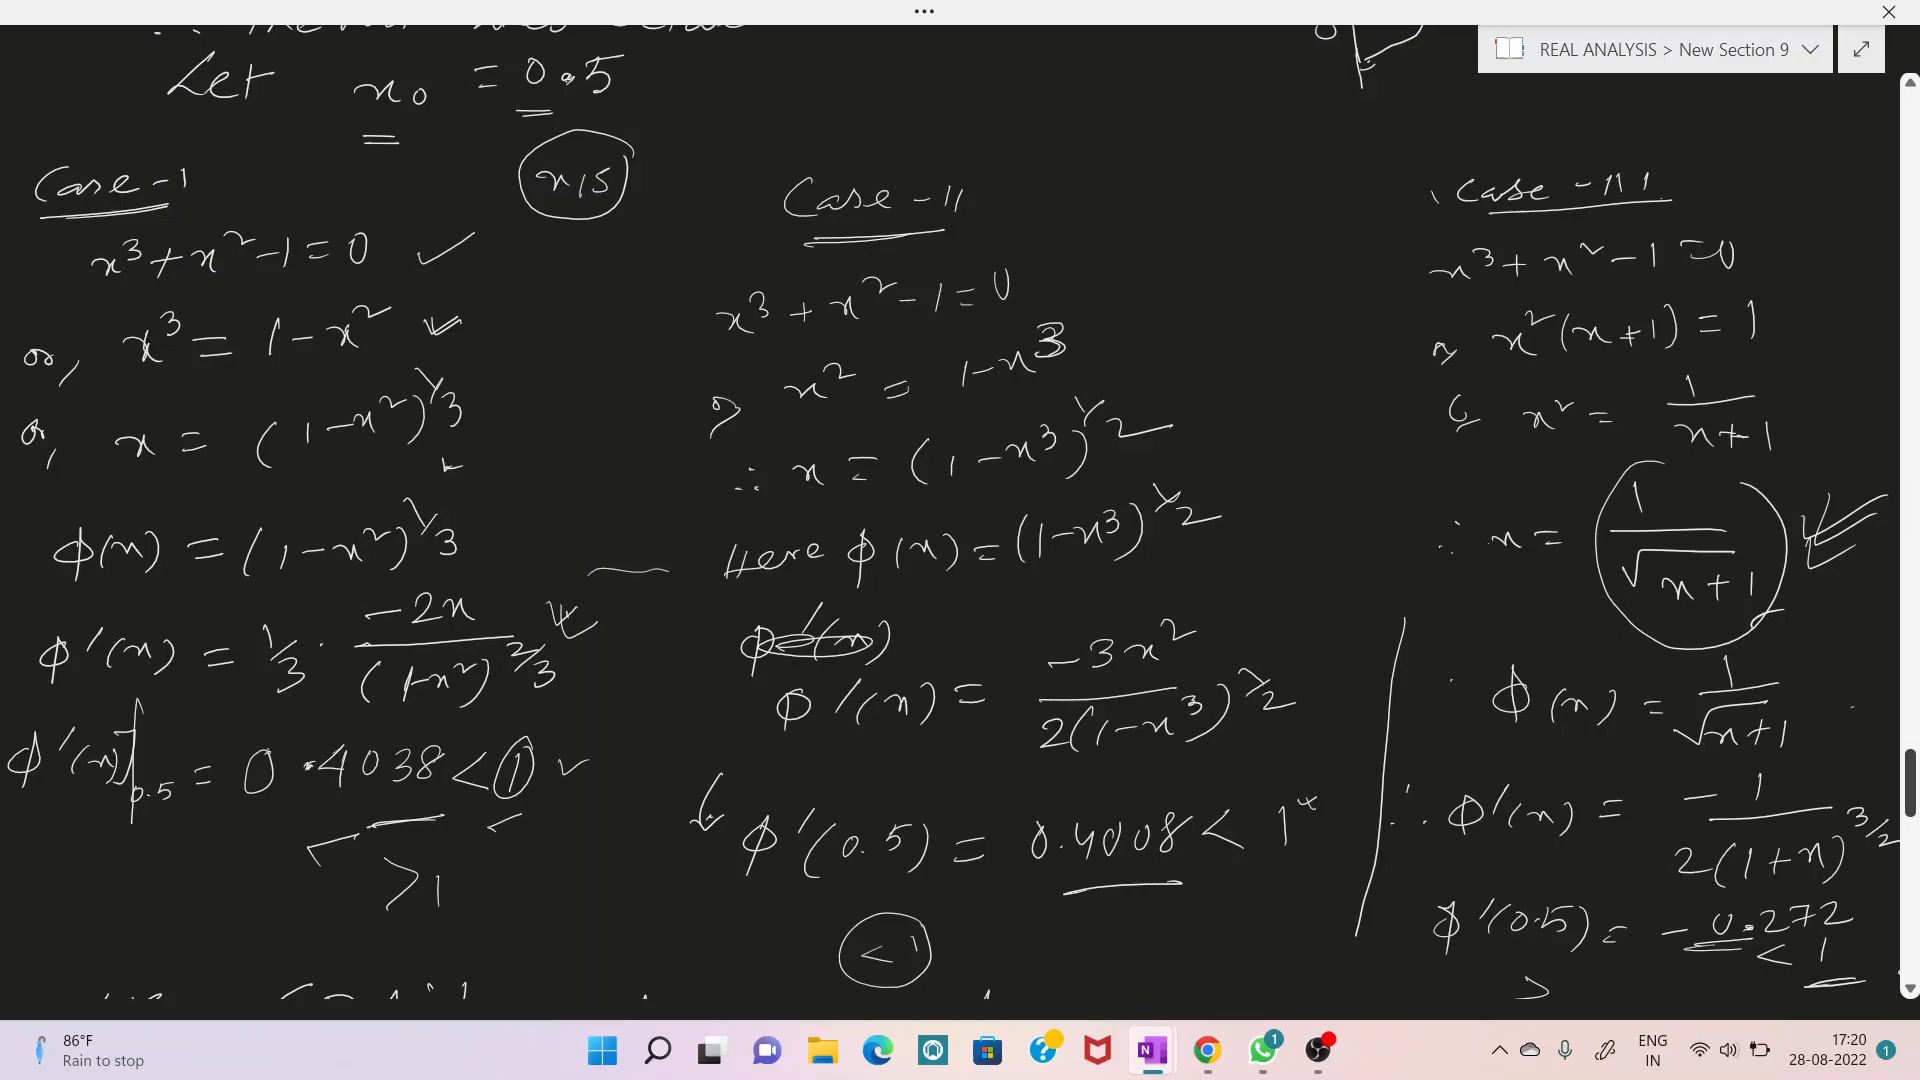 REAL ANALYSIS > New Section 9
Let x₀ = 0.5
x, 5
Case-1
x³+x²-1=0
or, x³ = 1-x²
or, x = (1-x²)^1/3
ϕ(x) = (1-x²)^1/3
ϕ'(x) = 1/3 · -2x/(1-x²)^2/3
ϕ'(x)]0.5 = 0.4038 < 1
>1
Case-II
x³+x²-1=0
x² = 1-x³
∴ x = (1-x³)^1/2
Here ϕ(x) = (1-x³)^1/2
ϕ'(x) = -3x²/2(1-x³)^1/2
ϕ'(0.5) = 0.4008 < 1
<1
Case-III
x³+x²-1=0
x²(x+1) = 1
x² = 1/x+1
∴ x = 1/√x+1
ϕ(x) = 1/√x+1
∴ ϕ'(x) = -1/2(1+x)^3/2
ϕ'(0.5) = -0.272
< 1
>
86°F
Rain to stop
1
ENG
IN
17:20
28-08-2022
1